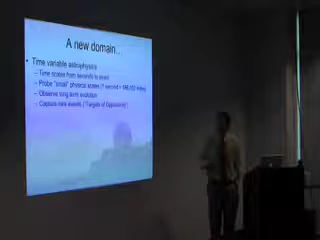 A new domain...
• Time variable astrophysics
– Time scales from seconds to years
– Probe "small" physical scales (1 second = 186,000 miles)
– Observe long term evolution
– Capture rare events ("Targets of Opportunity")